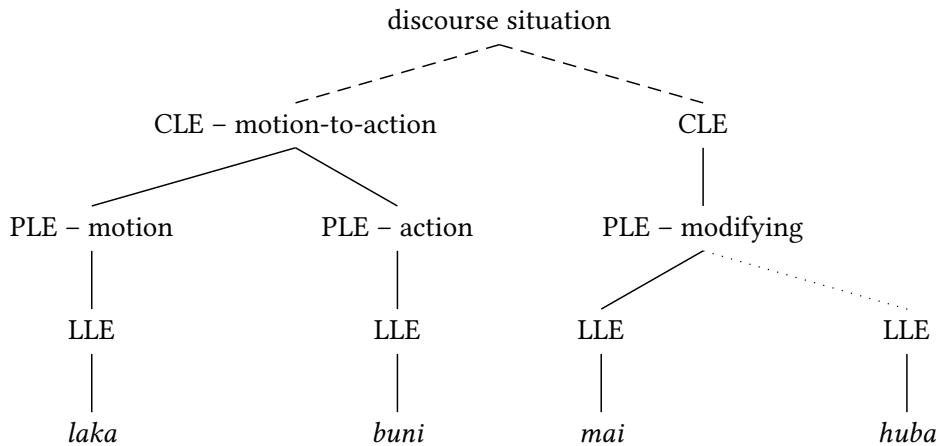 discourse situation
CLE – motion-to-action CLE
PLE – motion PLE – action PLE – modifying
LLE LLE LLE LLE
laka buni mai huba